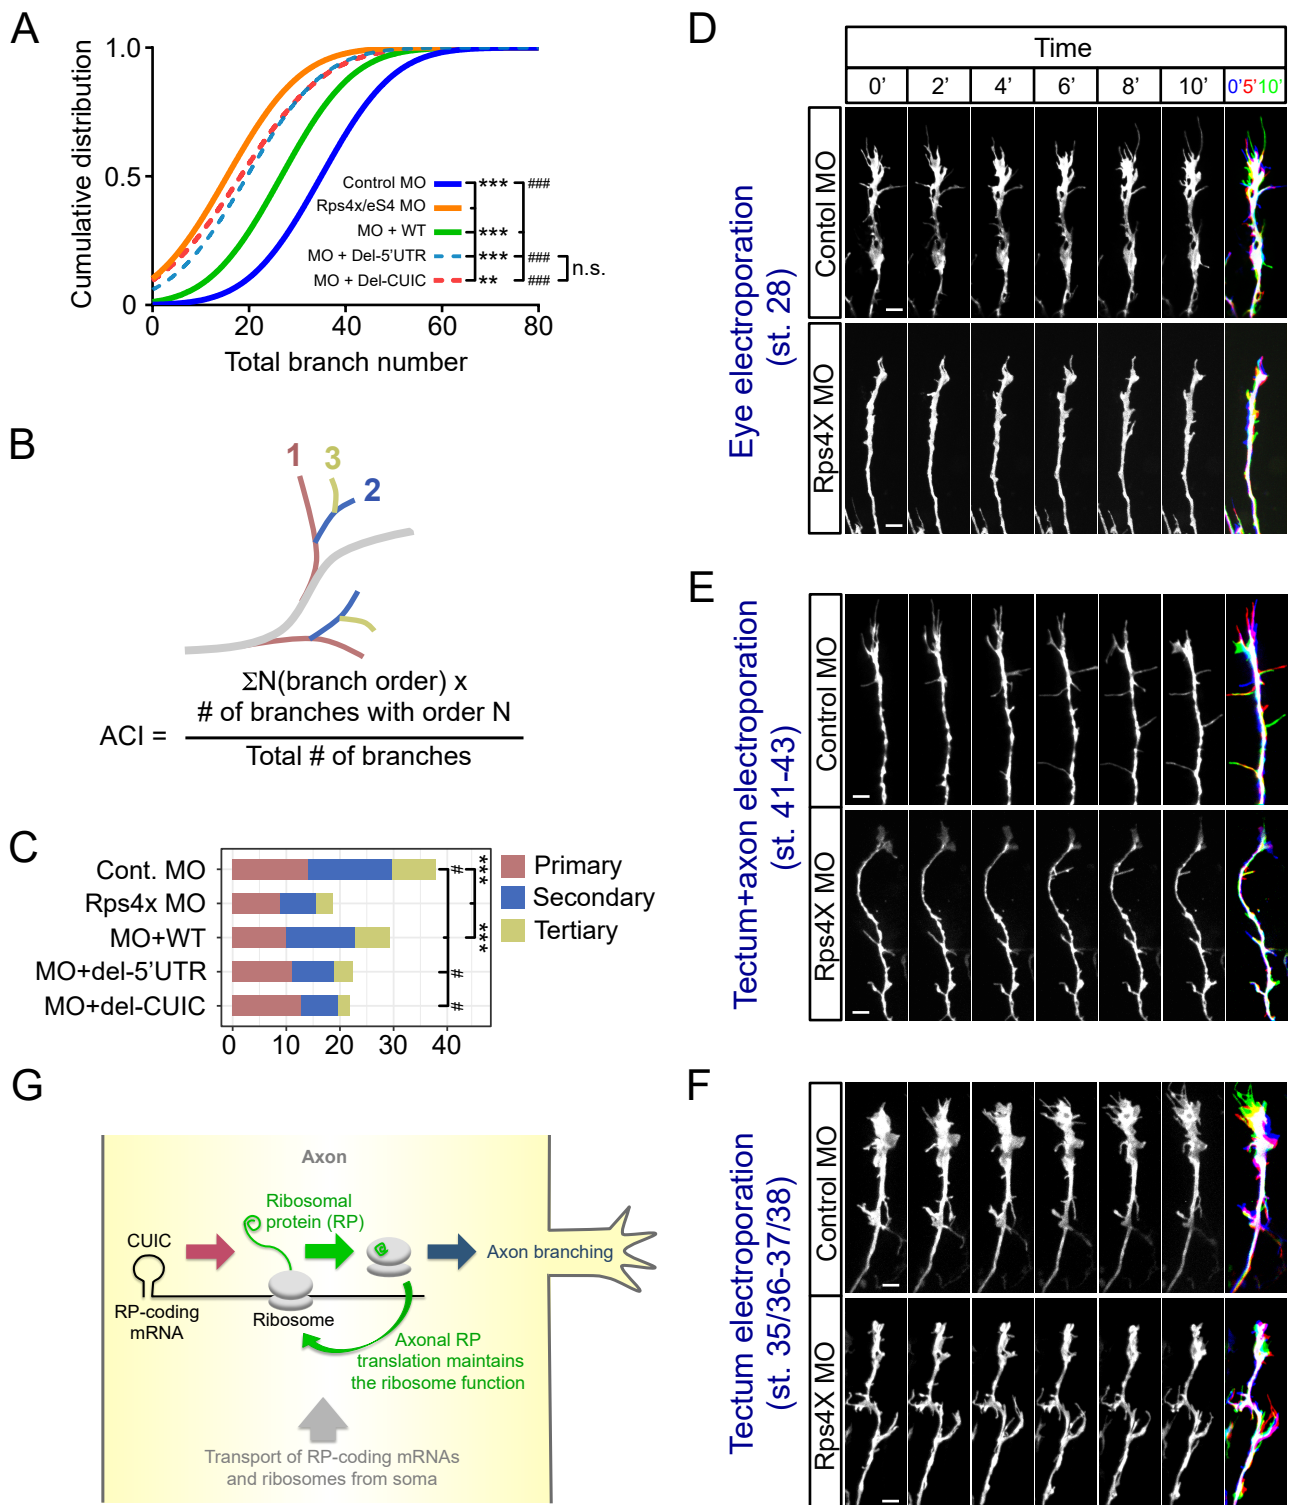 A
1.0
0.5
0
Cumulative distribution
0 20 40 60 80
Total branch number
Control MO *** ###
Rps4x/eS4 MO
MO + WT ***
MO + Del-5'UTR *** ###
MO + Del-CUIC ** ###
n.s.
B
1 3 2
ΣN(branch order) x
# of branches with order N
ACI =
Total # of branches
C
Cont. MO
Rps4x MO
MO+WT
MO+del-5'UTR
MO+del-CUIC
0 10 20 30 40
#
#
#
***
***
Primary
Secondary
Tertiary
G
Axon
Ribosomal
protein (RP)
CUIC
Axon branching
RP-coding
mRNA
Ribosome
Axonal RP
translation maintains
the ribosome function
Transport of RP-coding mRNAs
and ribosomes from soma
D
Time
0' 2' 4' 6' 8' 10' 0'5'10'
Eye electroporation
(st. 28)
Contol MO
Rps4X MO
E
Tectum+axon electroporation
(st. 41-43)
Control MO
Rps4X MO
F
Tectum electroporation
(st. 35/36-37/38)
Control MO
Rps4X MO